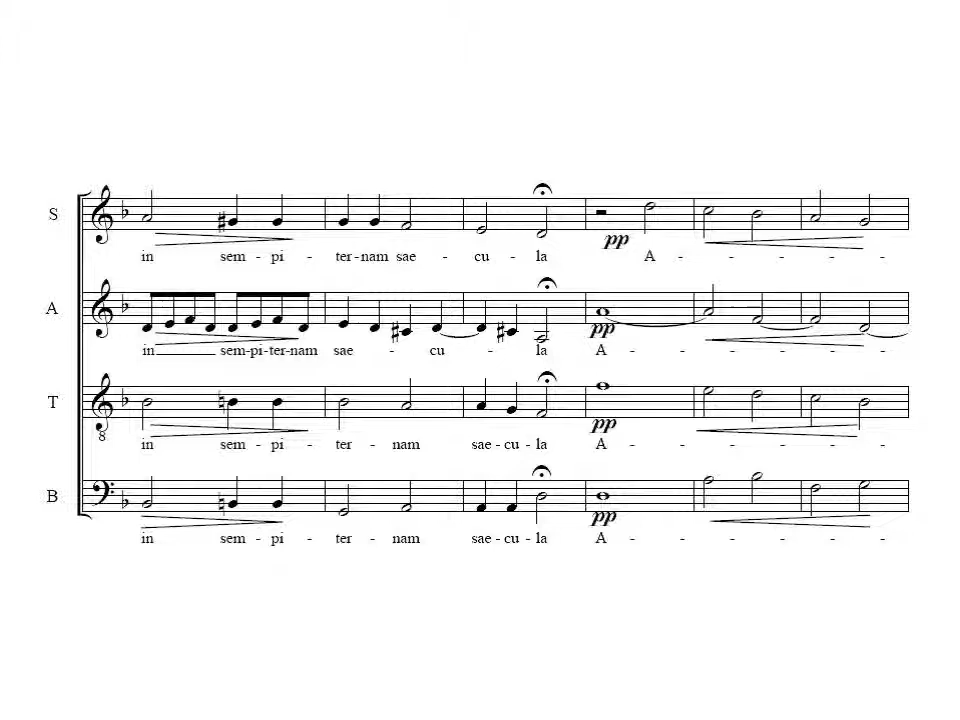 S
in sem - pi - ter - nam sae - cu - la A - - - - -
pp
A
in sem-pi-ter-nam sae - cu - la A - - - - -
pp
T
8
in sem - pi - ter - nam sae - cu - la A - - - - -
pp
B
in sem - pi - ter - nam sae - cu - la A - - - - -
pp